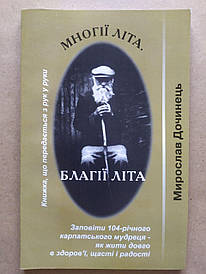 МНОГІЇ ЛІТА.
БЛАГІЇ ЛІТА
Книжка, що передається з рук у руки
Мирослав Дочинець
Заповіти 104-річного
карпатського мудреця -
як жити довго
в здоров'ї, щасті і радості